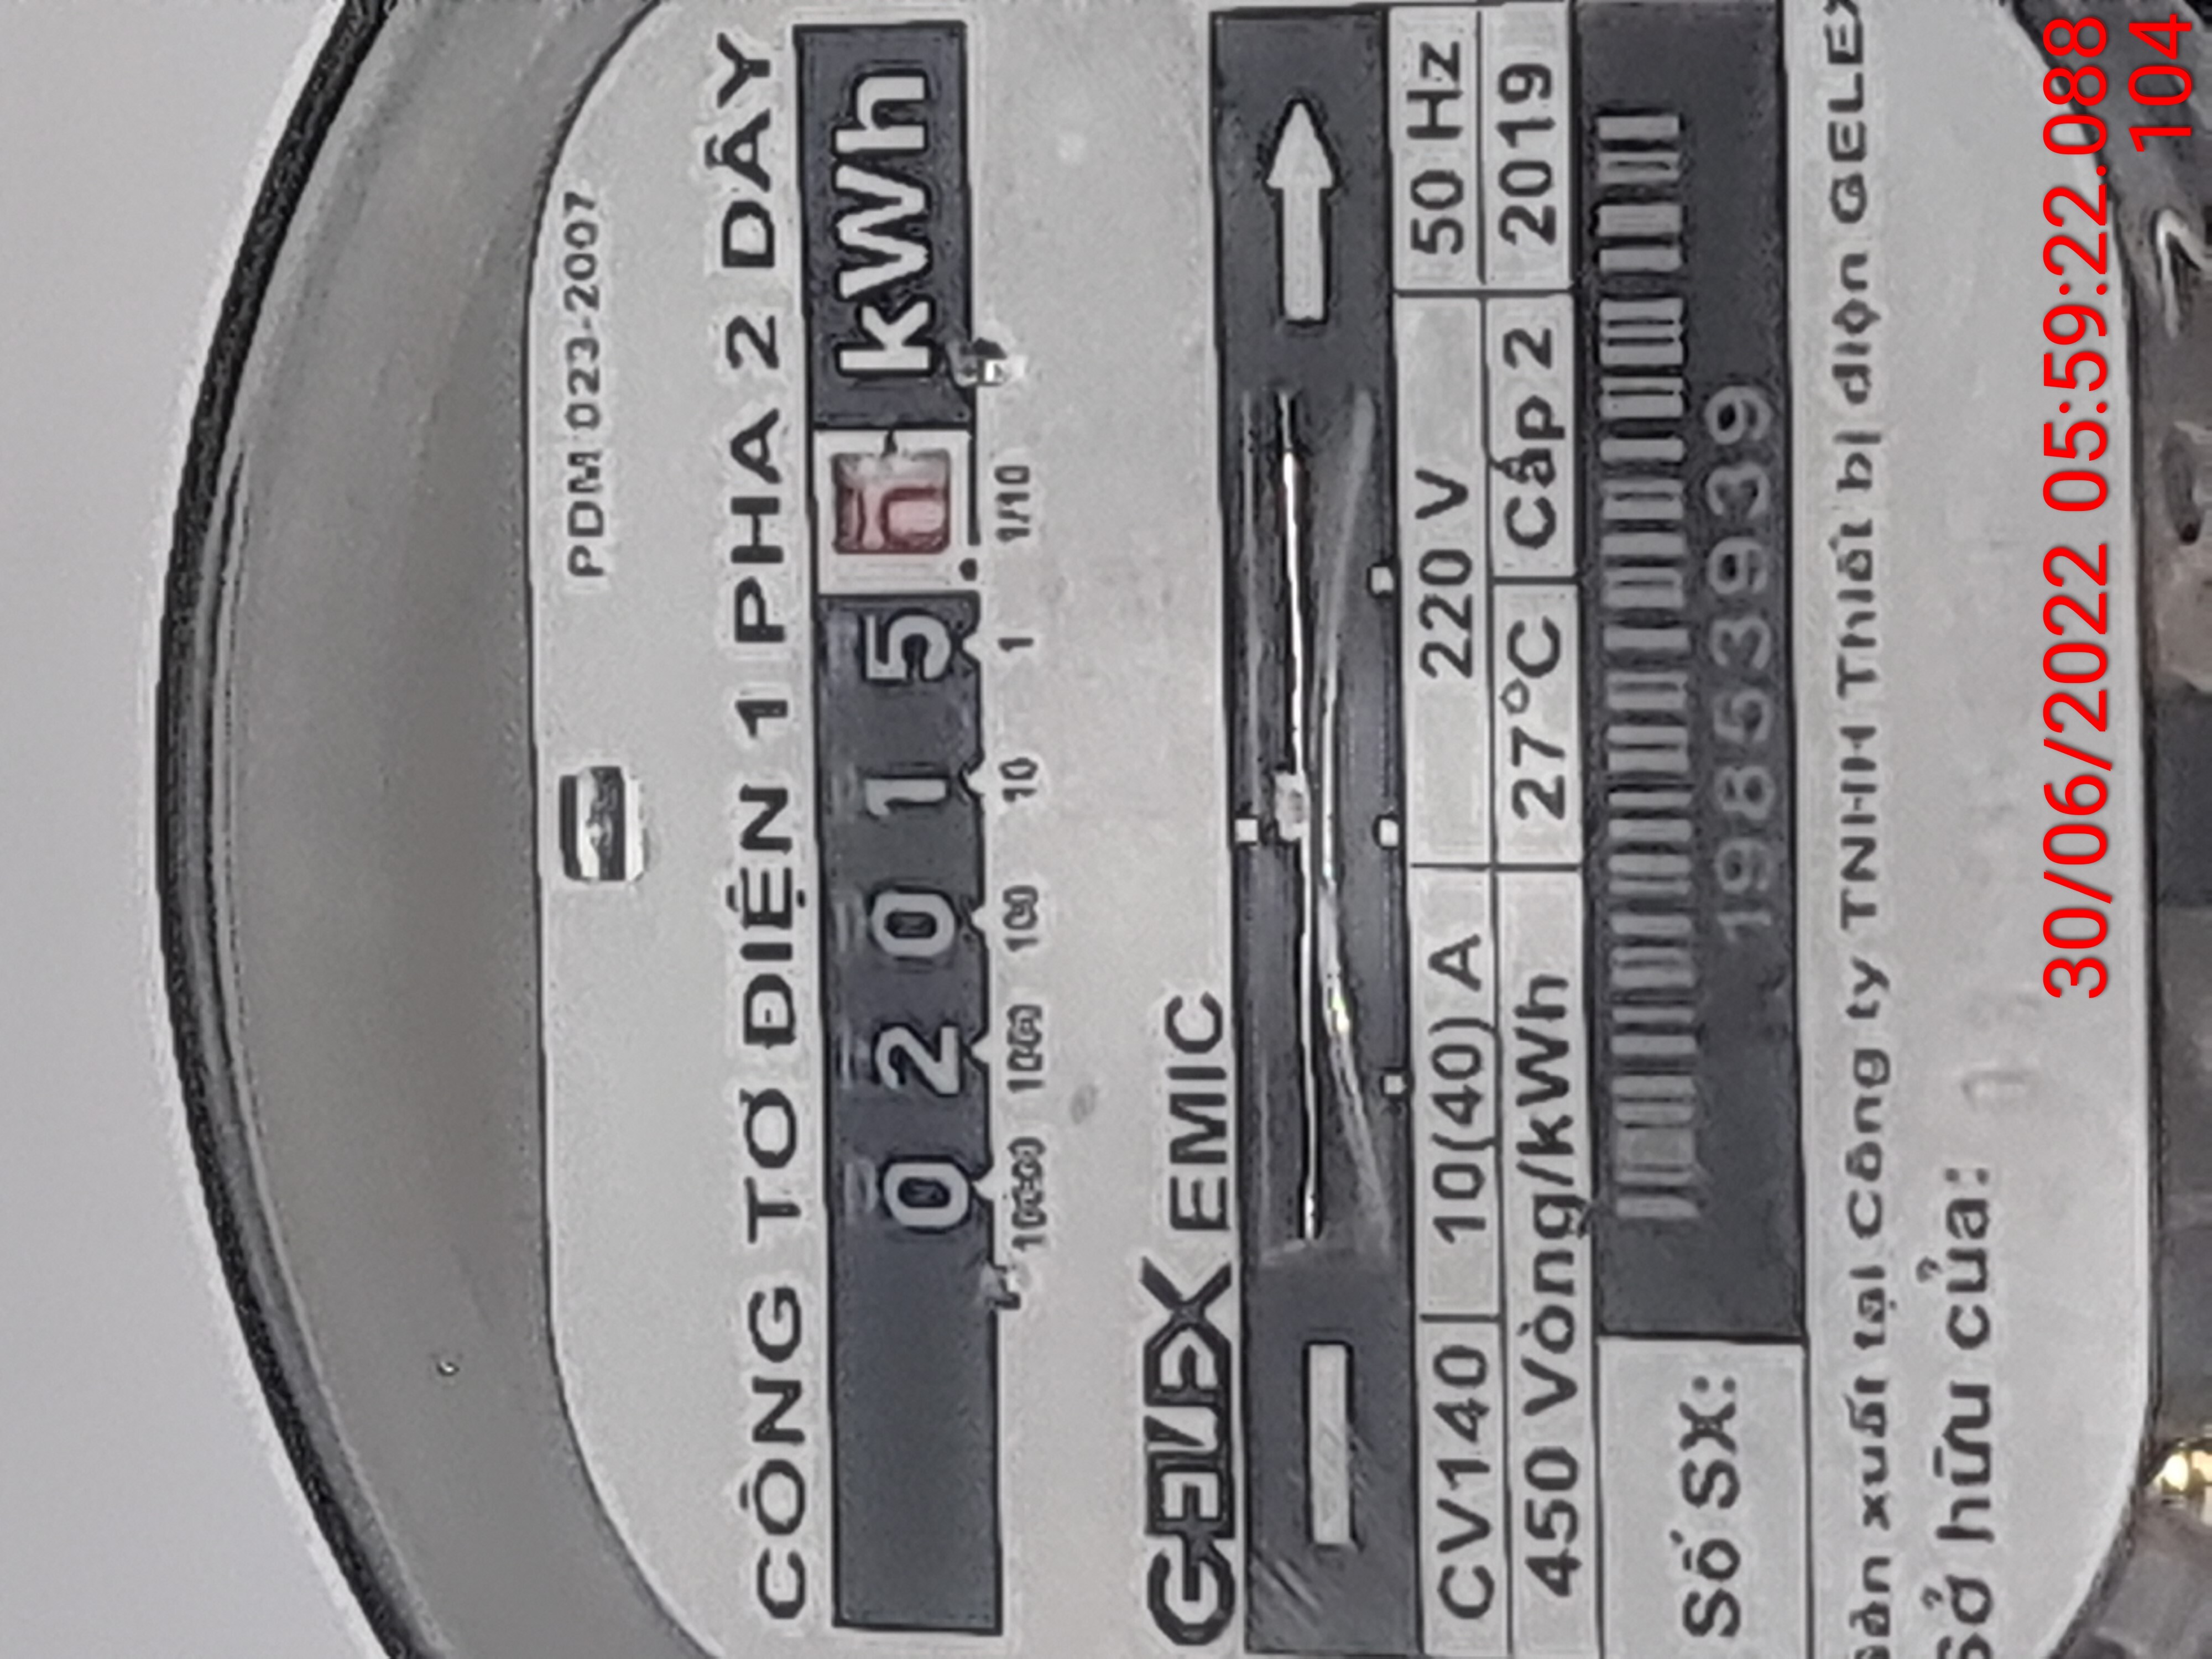 PDM 023-2007
CÔNG TƠ ĐIỆN 1 PHA 2 DÂY
0 2 0 1 5 kWh
10000 1000 100 10 1 1/10
GELEX EMIC
CV140 10(40) A 220 V 50 Hz
450 Vòng/kWh 27°C Cấp 2 2019
Số SX:
19853939
sản xuất tại Công ty TNHH Thiết bị điện GELEX
Sở hữu của:
30/06/2022 05:59:22.088
104